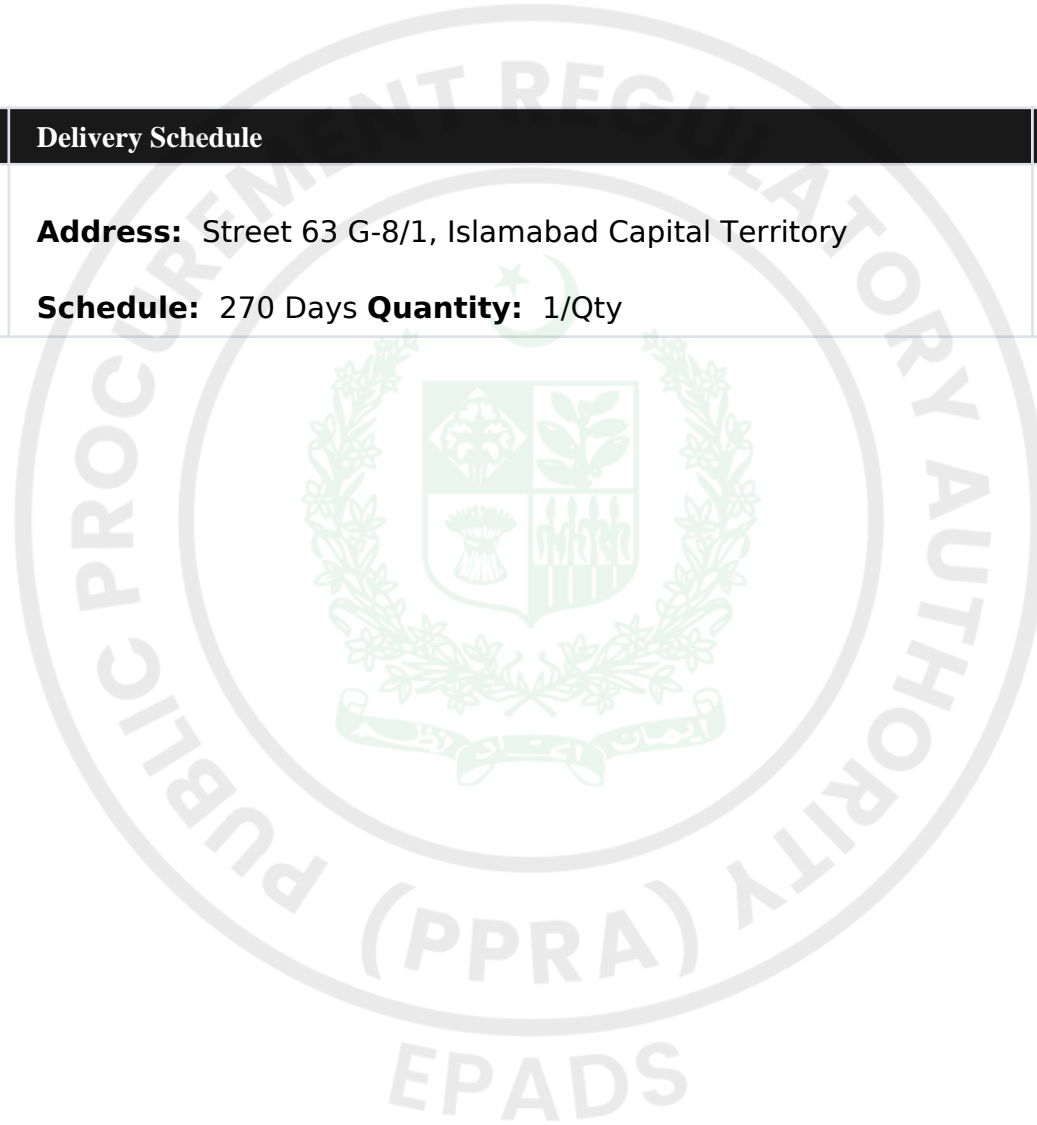 Delivery Schedule
Address: Street 63 G-8/1, Islamabad Capital Territory
Schedule: 270 Days Quantity: 1/Qty
PUBLIC PROCUREMENT REGULATORY AUTHORITY
(PPRA)
EPADS